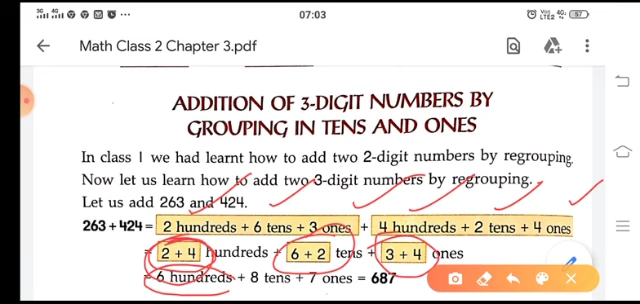 07:03
57
Math Class 2 Chapter 3.pdf
ADDITION OF 3-DIGIT NUMBERS BY
GROUPING IN TENS AND ONES
In class 1 we had learnt how to add two 2-digit numbers by regrouping.
Now let us learn how to add two 3-digit numbers by regrouping.
Let us add 263 and 424.
263 + 424 = 2 hundreds + 6 tens + 3 ones + 4 hundreds + 2 tens + 4 ones
= 2 + 4 hundreds + 6 + 2 tens + 3 + 4 ones
= 6 hundreds + 8 tens + 7 ones = 687